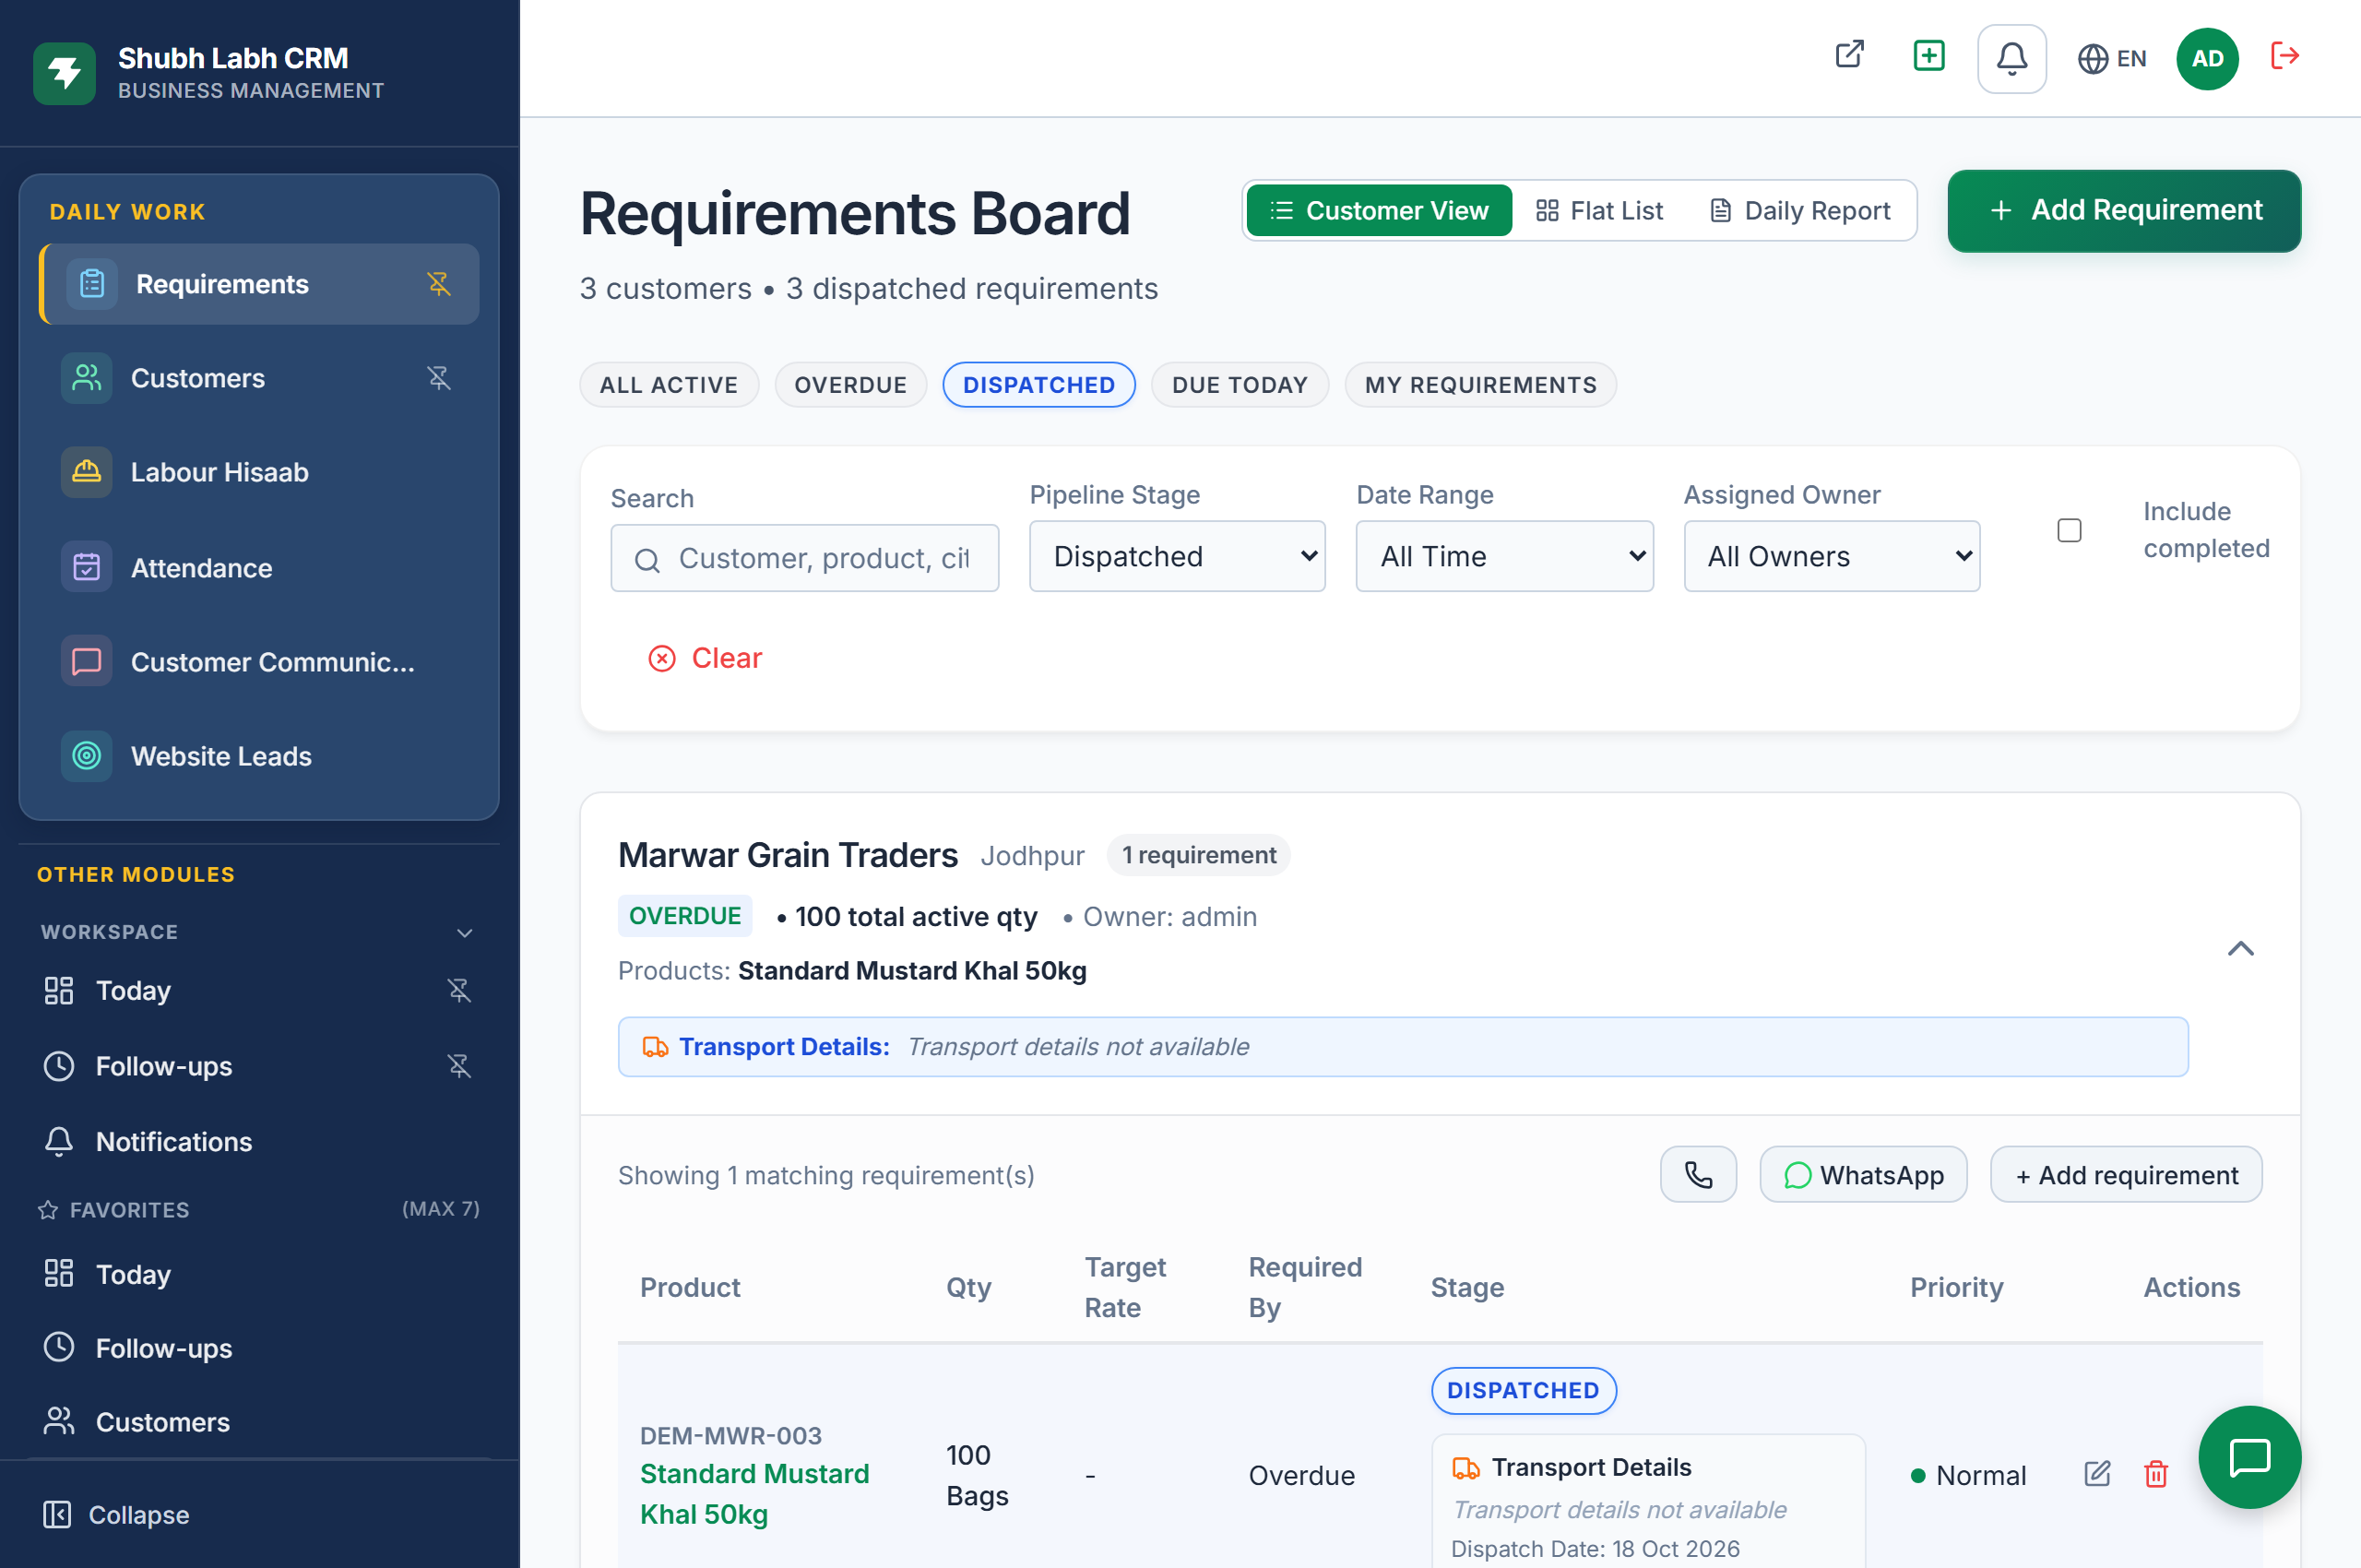 Shubh Labh CRM
BUSINESS MANAGEMENT
DAILY WORK
Requirements
Customers
Labour Hisaab
Attendance
Customer Communic...
Website Leads
OTHER MODULES
WORKSPACE
Today
Follow-ups
Notifications
FAVORITES (MAX 7)
Today
Follow-ups
Customers
Collapse
EN
AD
Requirements Board
Customer View
Flat List
Daily Report
+ Add Requirement
3 customers • 3 dispatched requirements
ALL ACTIVE
OVERDUE
DISPATCHED
DUE TODAY
MY REQUIREMENTS
Search
Customer, product, cit
Pipeline Stage
Dispatched
Date Range
All Time
Assigned Owner
All Owners
Include
completed
Clear
Marwar Grain Traders Jodhpur 1 requirement
OVERDUE • 100 total active qty • Owner: admin
Products: Standard Mustard Khal 50kg
Transport Details: Transport details not available
Showing 1 matching requirement(s)
WhatsApp
+ Add requirement
Product
Qty
Target
Rate
Required
By
Stage
Priority
Actions
DEM-MWR-003
Standard Mustard
Khal 50kg
100
Bags
-
Overdue
DISPATCHED
Transport Details
Transport details not available
Dispatch Date: 18 Oct 2026
Normal